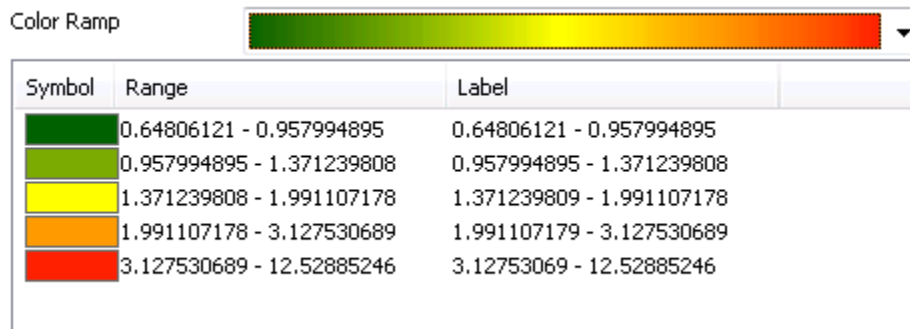 Color Ramp
Symbol Range Label
0.64806121 - 0.957994895 0.64806121 - 0.957994895
0.957994895 - 1.371239808 0.957994895 - 1.371239808
1.371239808 - 1.991107178 1.371239809 - 1.991107178
1.991107178 - 3.127530689 1.991107179 - 3.127530689
3.127530689 - 12.52885246 3.12753069 - 12.52885246